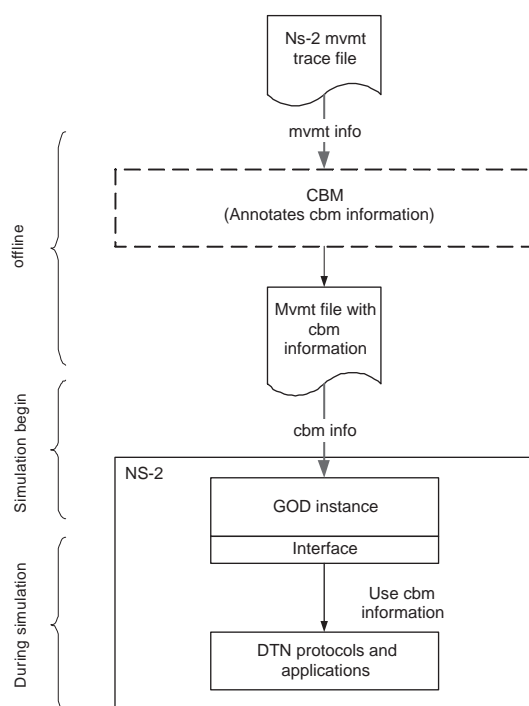 Ns-2 mvmt
trace file
mvmt info
CBM
(Annotates cbm information)
offline
Mvmt file with
cbm
information
Simulation begin
cbm info
NS-2
GOD instance
Interface
During simulation
Use cbm
information
DTN protocols and
applications